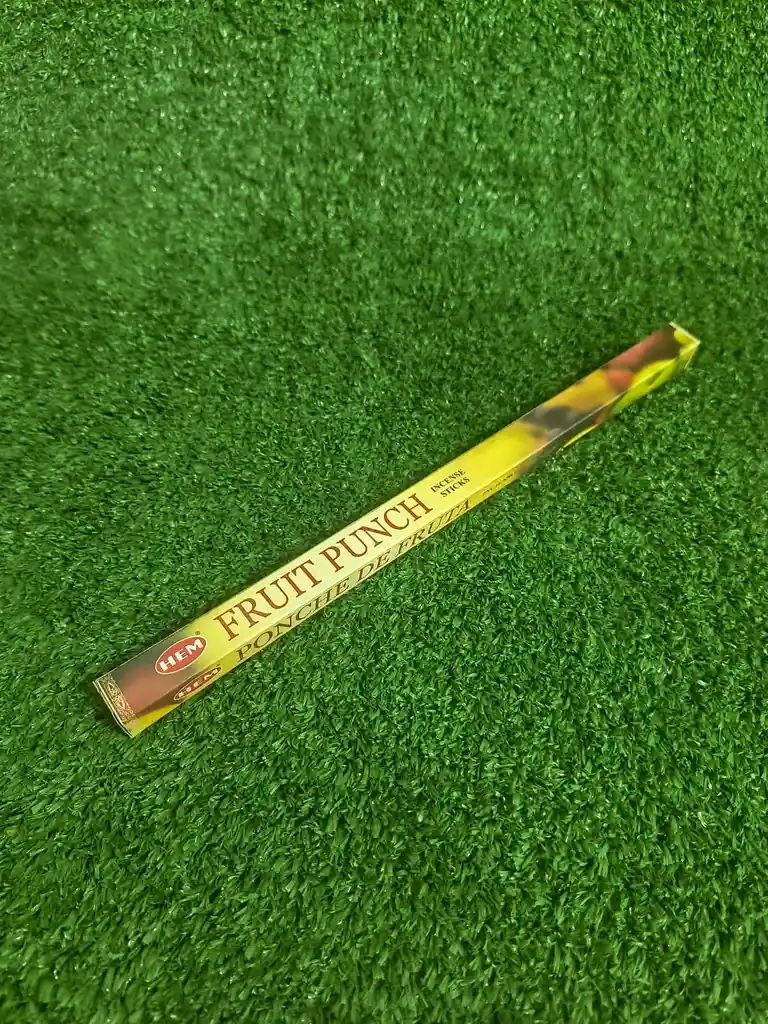 HEM
FRUIT PUNCH
INCENSE
STICKS
HEM
PONCHE DE FRUTA